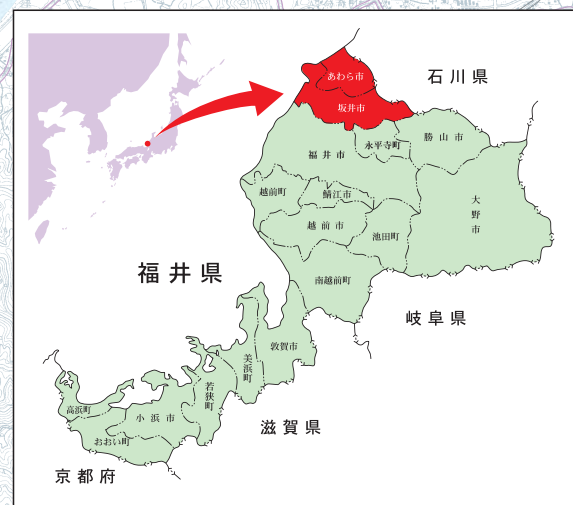 石川県
あわら市
坂井市
勝山市
永平寺町
福井市
越前町
鯖江市
大野市
越前市
池田町
福井県
南越前町
岐阜県
敦賀市
美浜町
若狭町
高浜町
小浜市
滋賀県
おおい町
京都府